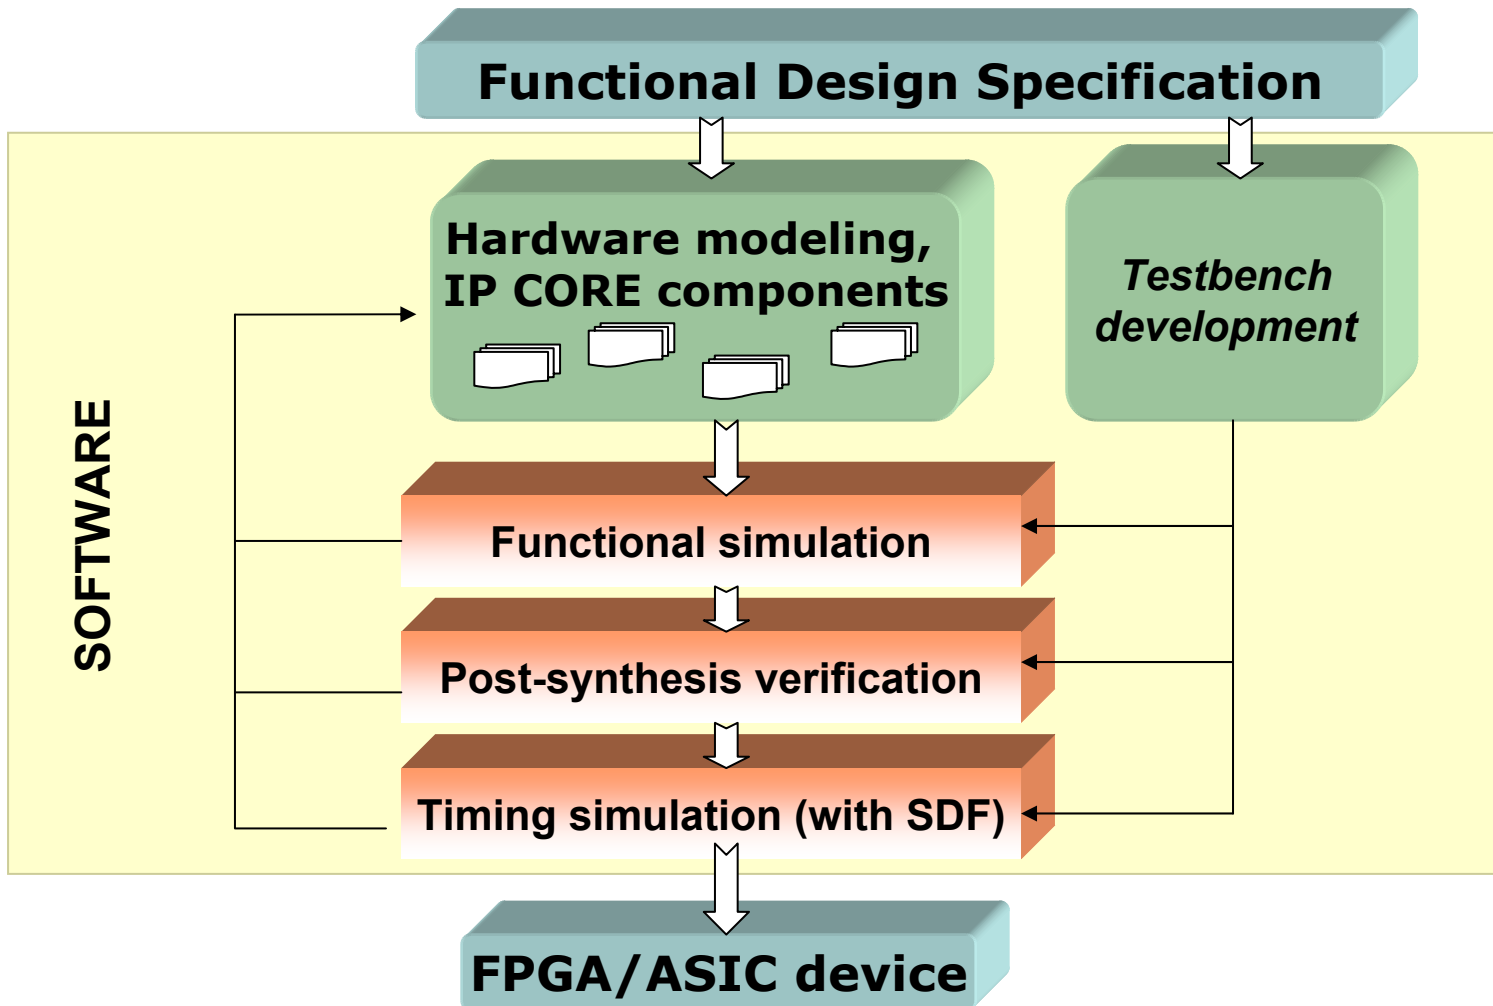 Functional Design Specification
Hardware modeling,
IP CORE components
Testbench
development
SOFTWARE
Functional simulation
Post-synthesis verification
Timing simulation (with SDF)
FPGA/ASIC device